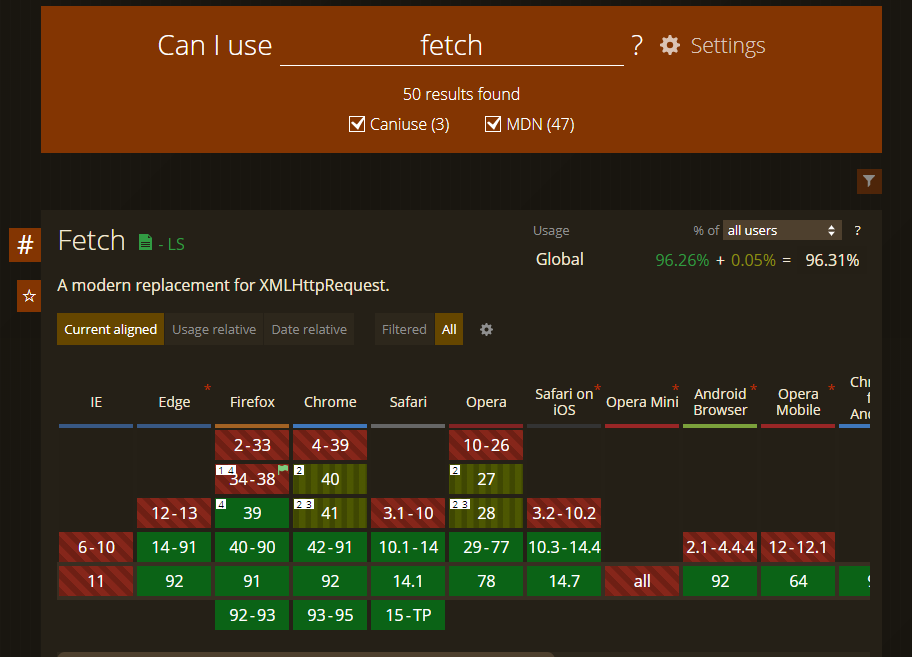 Can I use fetch ? Settings
50 results found
Caniuse (3) MDN (47)
# Fetch - LS
Usage % of all users ?
Global 96.26% + 0.05% = 96.31%
☆ A modern replacement for XMLHttpRequest.
Current aligned Usage relative Date relative Filtered All
IE Edge * Firefox Chrome Safari Opera Safari on iOS * Opera Mini * Android Browser * Opera Mobile *
2-33 4-39 10-26
1 4 34-38 2 40 2 27
12-13 4 39 2 3 41 3.1-10 2 3 28 3.2-10.2
6-10 14-91 40-90 42-91 10.1-14 29-77 10.3-14.4 2.1-4.4.4 12-12.1
11 92 91 92 14.1 78 14.7 all 92 64
92-93 93-95 15-TP